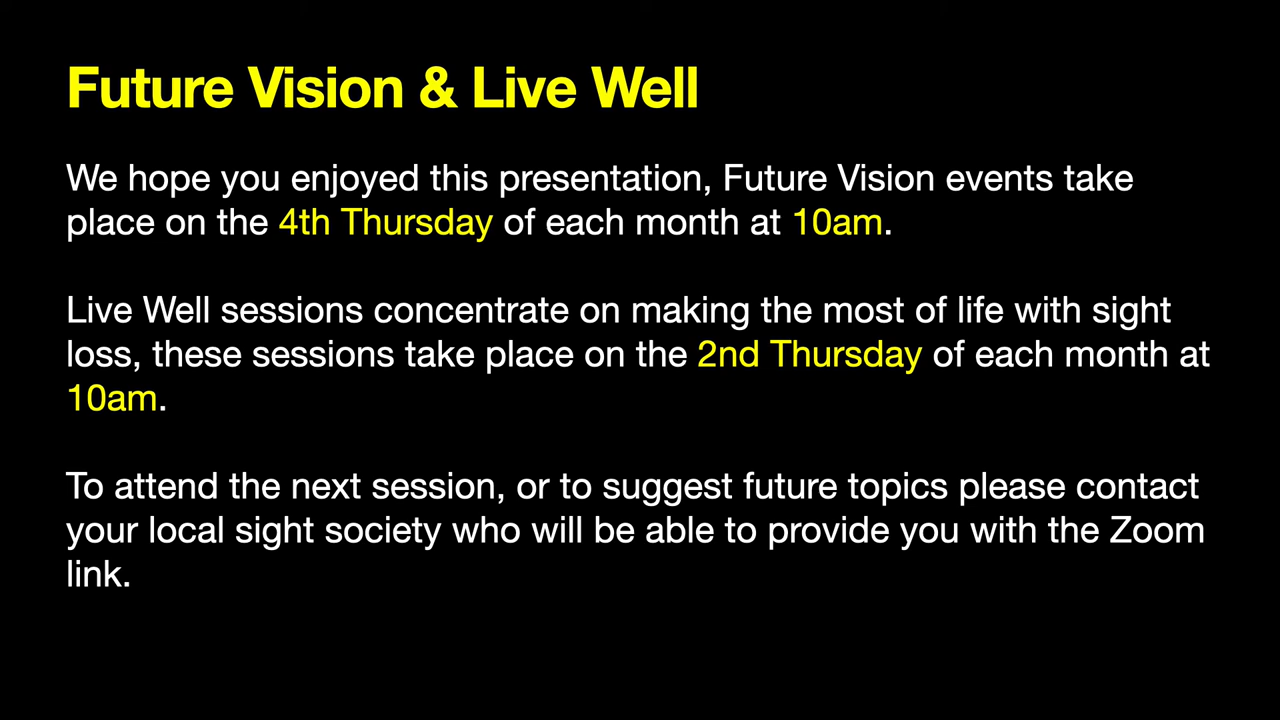 Future Vision & Live Well
We hope you enjoyed this presentation, Future Vision events take
place on the 4th Thursday of each month at 10am.
Live Well sessions concentrate on making the most of life with sight
loss, these sessions take place on the 2nd Thursday of each month at
10am.
To attend the next session, or to suggest future topics please contact
your local sight society who will be able to provide you with the Zoom
link.